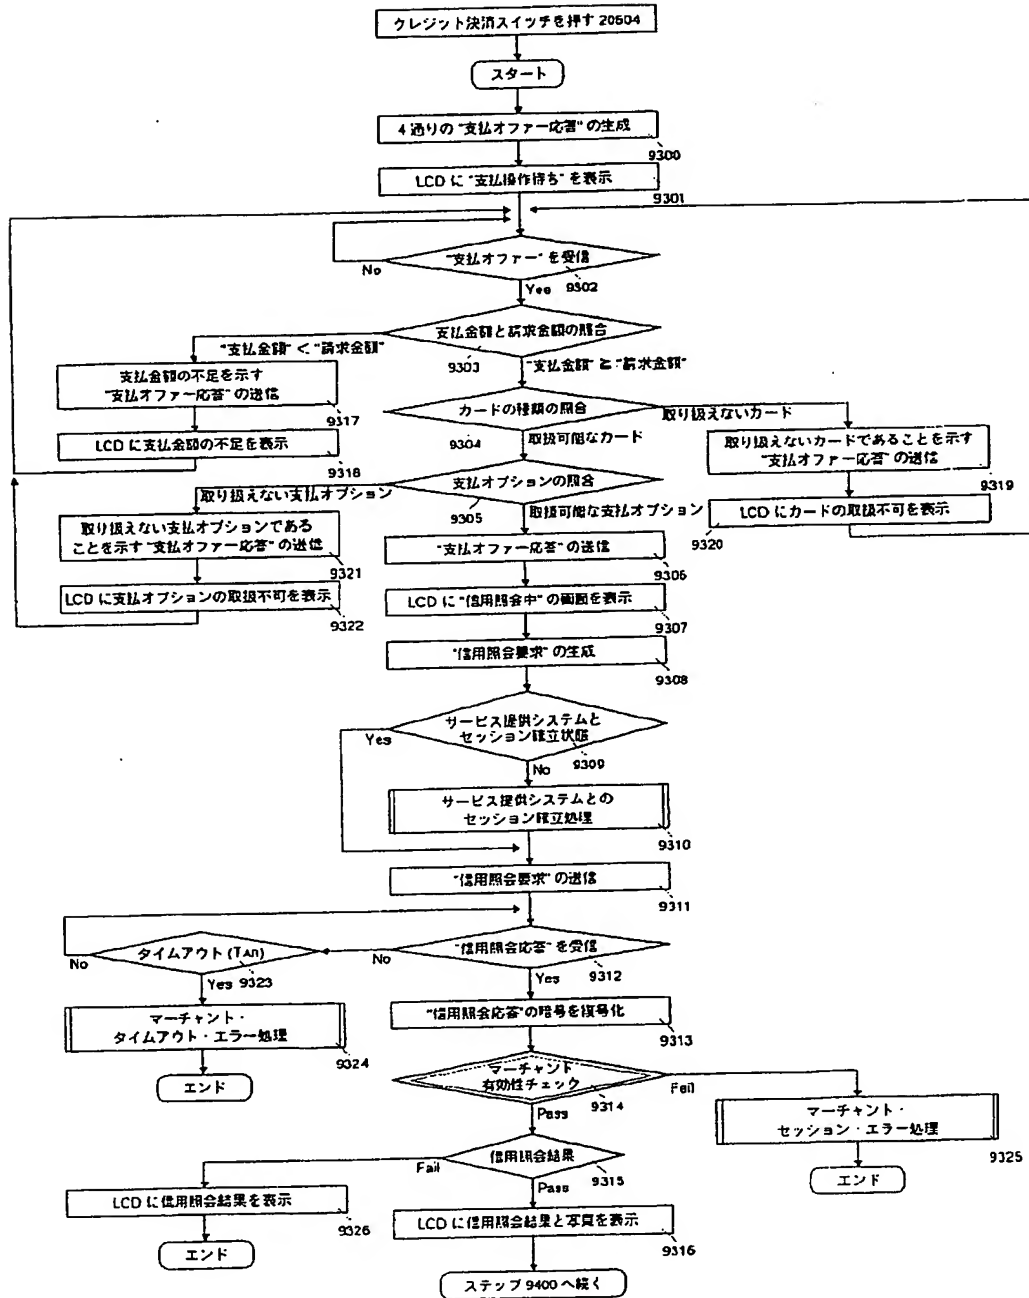 クレジット決済スイッチを押す 20504
スタート
4 通りの "支払オファー応答" の生成
9300
LCD に "支払操作待ち" を表示
9301
"支払オファー" を受信
9302
No
Yes
支払金額と請求金額の照合
9303
"支払金額" < "請求金額"
"支払金額" ≧ "請求金額"
支払金額の不足を示す
"支払オファー応答" の送信
9317
LCD に支払金額の不足を表示
9318
カードの種類の照合
9304
取り扱えないカード
取扱可能なカード
取り扱えないカードであることを示す
"支払オファー応答" の送信
9319
LCD にカードの取扱不可を表示
9320
支払オプションの照合
9305
取り扱えない支払オプション
取扱可能な支払オプション
取り扱えない支払オプションである
ことを示す "支払オファー応答" の送信
9321
LCD に支払オプションの取扱不可を表示
9322
"支払オファー応答" の送信
9306
LCD に "信用照会中" の画面を表示
9307
"信用照会要求" の生成
9308
サービス提供システムと
セッション確立状態
9309
Yes
No
サービス提供システムとの
セッション確立処理
9310
"信用照会要求" の送信
9311
"信用照会応答" を受信
9312
No
Yes
タイムアウト (TAn)
9323
No
Yes
マーチャント・
タイムアウト・エラー処理
9324
エンド
"信用照会応答"の暗号を復号化
9313
マーチャント
有効性チェック
9314
Fail
Pass
マーチャント・
セッション・エラー処理
9325
エンド
信用照会結果
9315
Fail
Pass
LCD に信用照会結果を表示
9326
エンド
LCD に信用照会結果と写真を表示
9316
ステップ 9400 へ続く